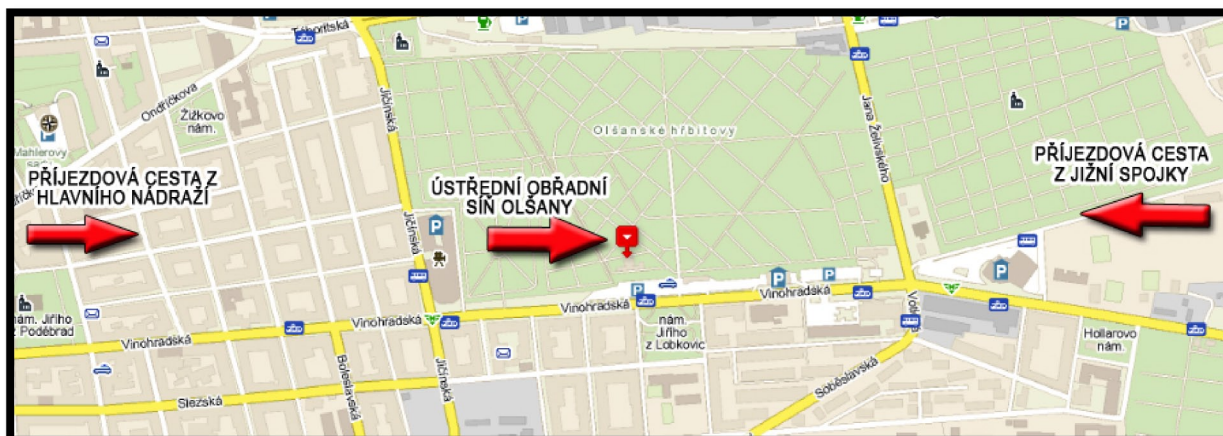 Táboritská
Ondříčkova
Žižkovo
nám.
Mahlerovy
sady
Jičínská
Olšanské hřbitovy
Jana Želivského
PŘÍJEZDOVÁ CESTA Z
HLAVNÍHO NÁDRAŽÍ
ÚSTŘEDNÍ OBŘADNÍ
SÍŇ OLŠANY
PŘÍJEZDOVÁ CESTA
Z JIŽNÍ SPOJKY
Jičínská
nám. Jiřího
z Poděbrad
Vinohradská
Vinohradská
Vinohradská
Vinohradská
nám.
Jiřího
z Lobkovic
Hollarovo
nám.
Boleslavská
Jičínská
Soběslavská
Slezská